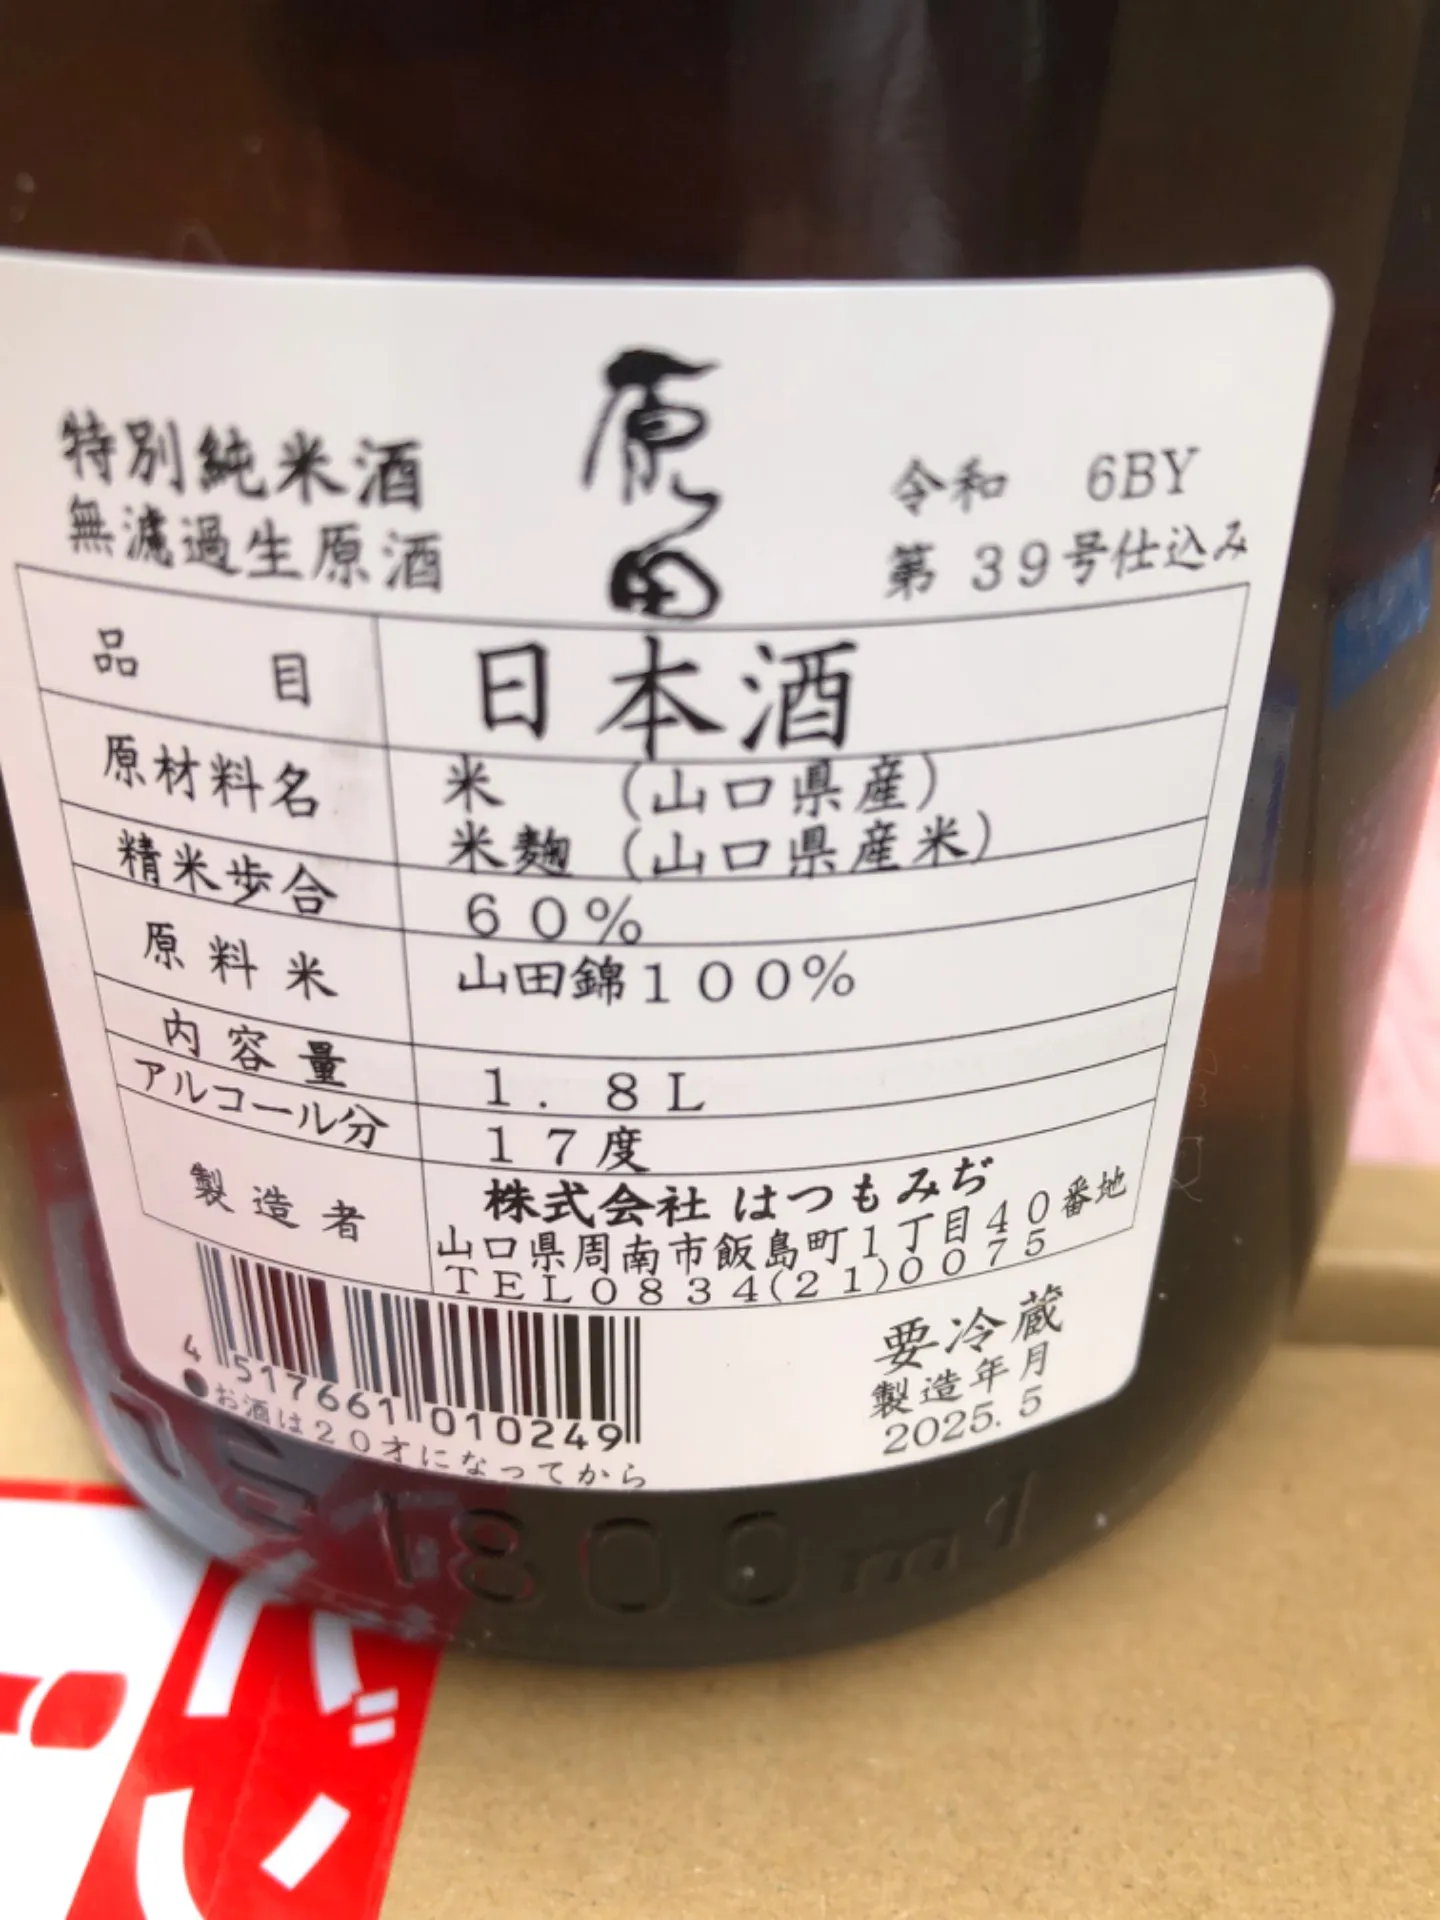 原田
特別純米酒
無濾過生原酒
令和 6BY
第39号仕込み
品目 日本酒
原材料名 米 (山口県産)
米麹 (山口県産米)
精米歩合 60%
原料米 山田錦100%
内容量 1.8L
アルコール分 17度
製造者 株式会社はつもみぢ
山口県周南市飯島町1丁目40番地
TEL0834(21)0075
4 517661 010249
●お酒は20才になってから
要冷蔵
製造年月
2025.5
1800ml